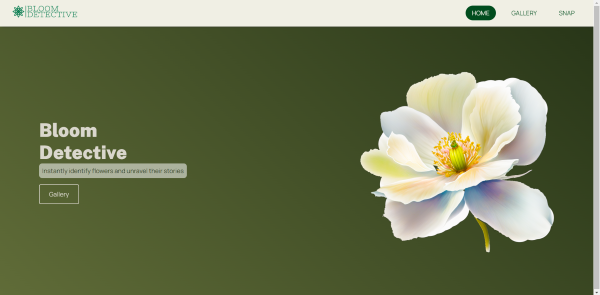 BLOOM
DETECTIVE
HOME
GALLERY
SNAP
Bloom
Detective
Instantly identify flowers and unravel their stories
Gallery